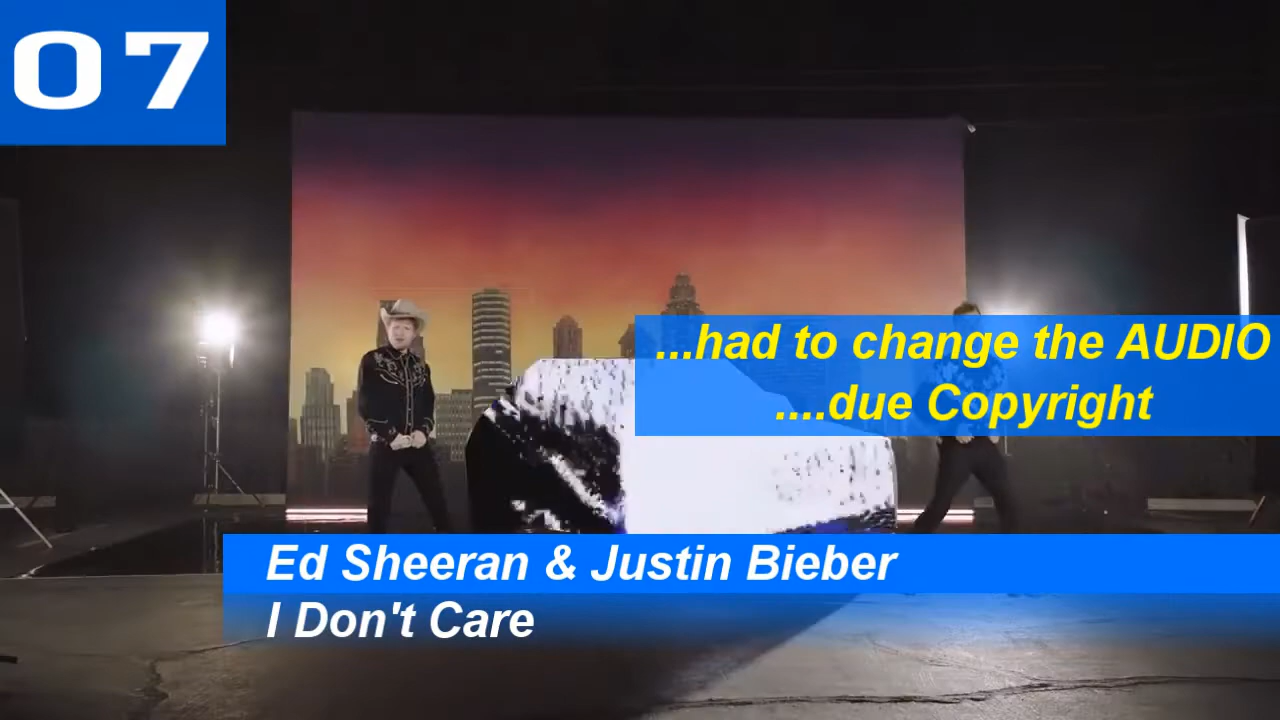 07
...had to change the AUDIO
....due Copyright
Ed Sheeran & Justin Bieber
I Don't Care